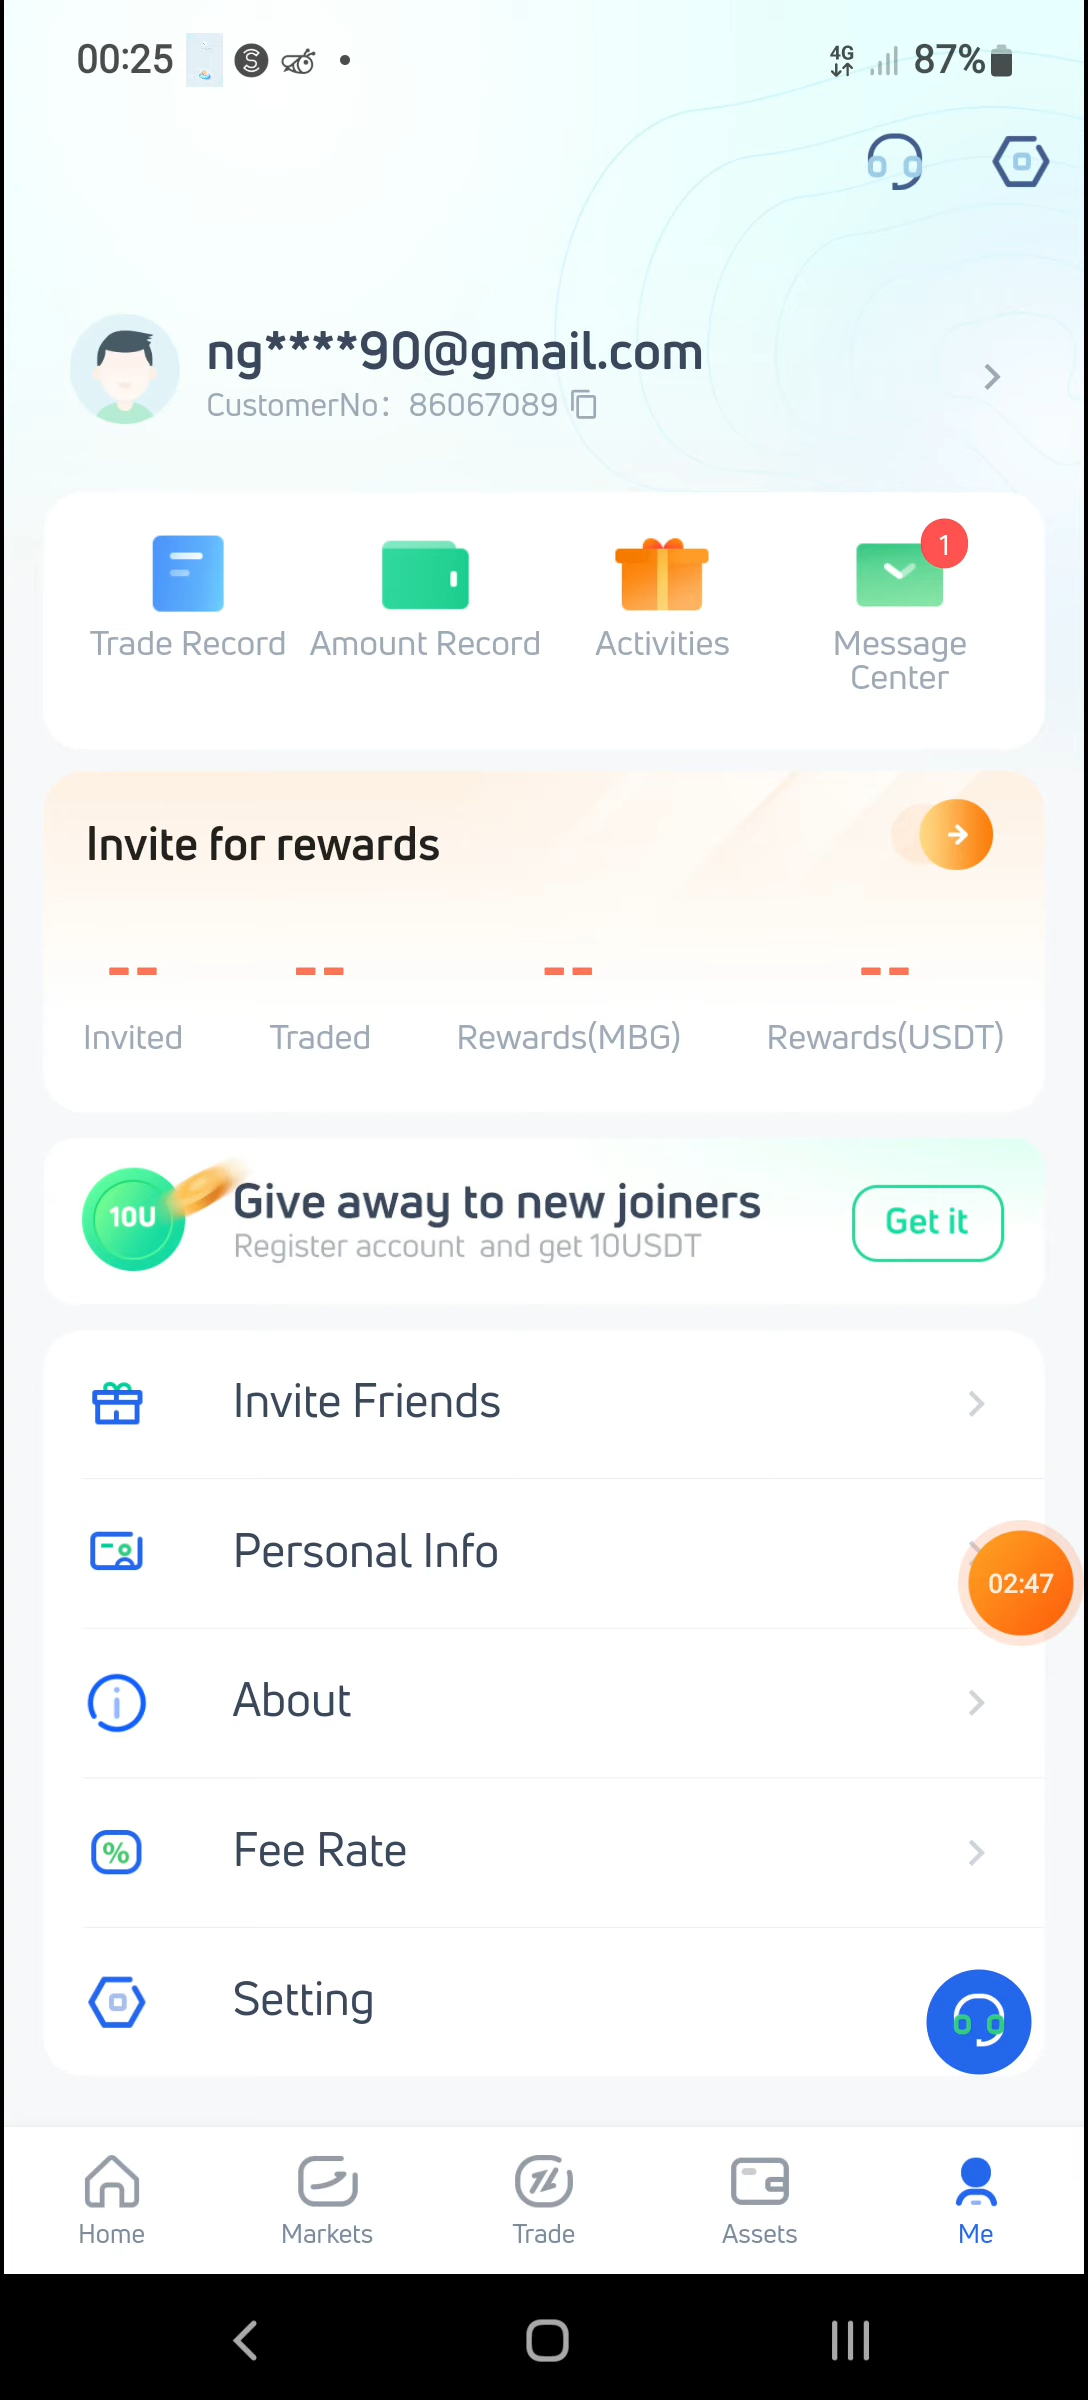 00:25
4G
87%
ng****90@gmail.com
CustomerNo: 86067089
1
Trade Record
Amount Record
Activities
Message
Center
Invite for rewards
-- -- -- --
Invited
Traded
Rewards(MBG)
Rewards(USDT)
10U
Give away to new joiners
Register account and get 10USDT
Get it
Invite Friends
Personal Info
02:47
About
Fee Rate
Setting
Home
Markets
Trade
Assets
Me